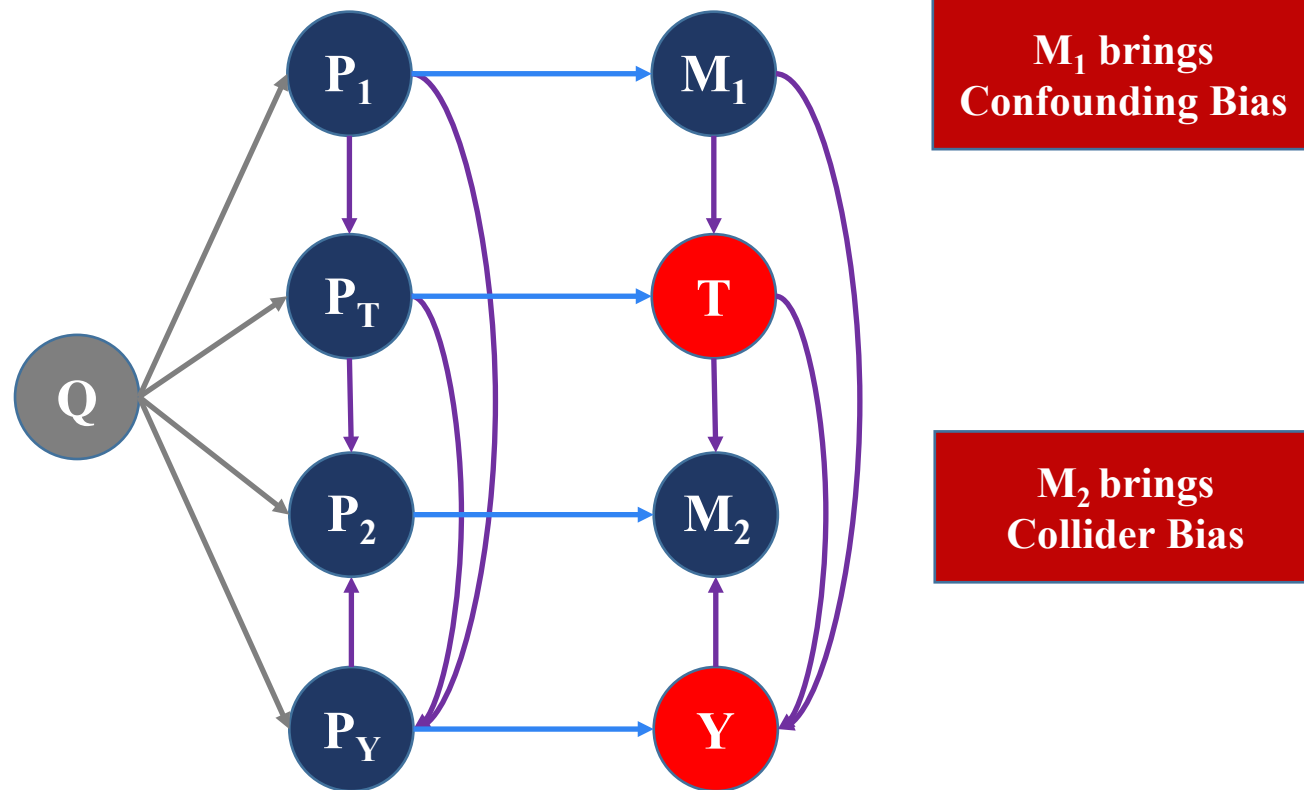 P₁
M₁
M₁ brings
Confounding Bias
P_T
T
Q
P₂
M₂
M₂ brings
Collider Bias
P_Y
Y